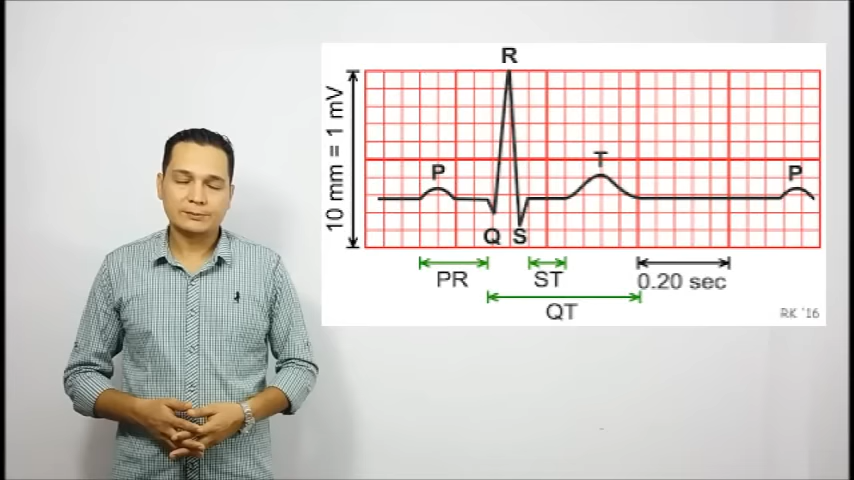 R
10 mm = 1 mV
P
T
P
Q
S
PR
ST
0.20 sec
QT
RK '16